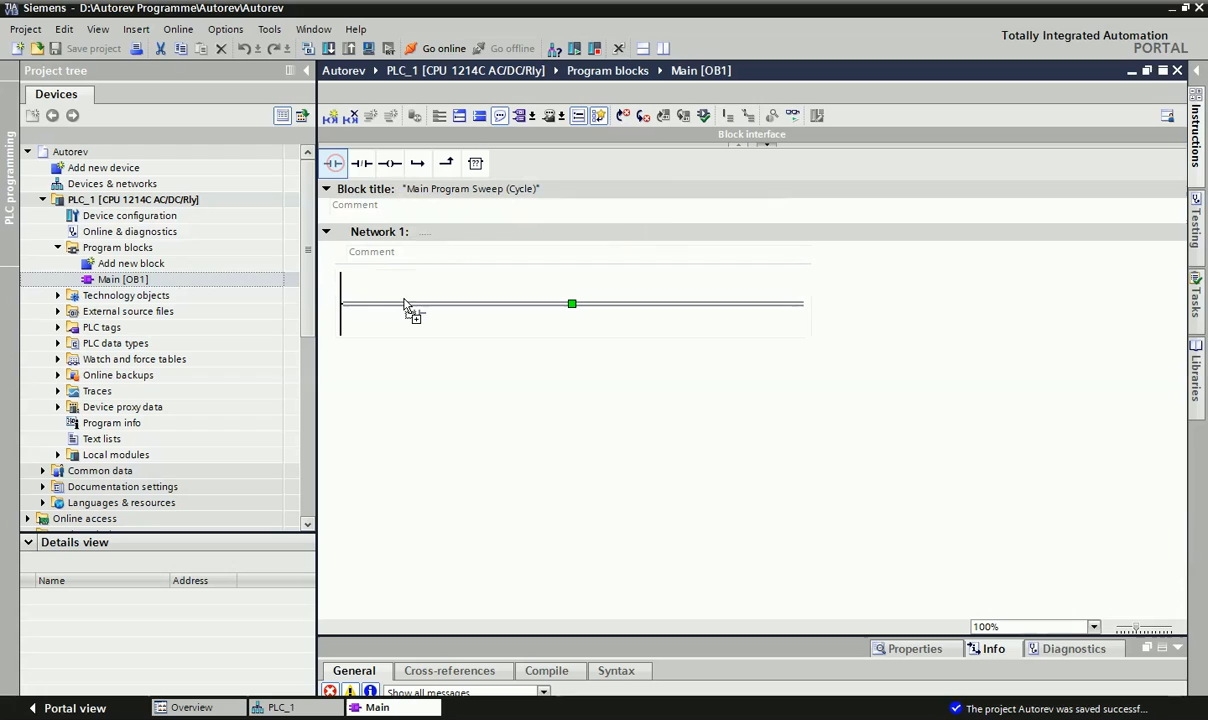 Siemens - D:\Autorev Programme\Autorev\Autorev
Project Edit View Insert Online Options Tools Window Help
Totally Integrated Automation
PORTAL
Save project Go online Go offline
Project tree
Autorev PLC_1 [CPU 1214C AC/DC/Rly] Program blocks Main [OB1]
Devices
Block interface
Autorev
Add new device
Devices & networks
PLC_1 [CPU 1214C AC/DC/Rly]
Device configuration
Online & diagnostics
Program blocks
Add new block
Main [OB1]
Technology objects
External source files
PLC tags
PLC data types
Watch and force tables
Online backups
Traces
Device proxy data
Program info
Text lists
Local modules
Common data
Documentation settings
Languages & resources
Online access
Block title: "Main Program Sweep (Cycle)"
Comment
Network 1: .....
Comment
100%
Details view
Name Address
Properties Info Diagnostics
General Cross-references Compile Syntax
Show all messages
PLC programming
Instructions
Testing
Tasks
Libraries
Portal view Overview PLC_1 Main The project Autorev was saved successf...